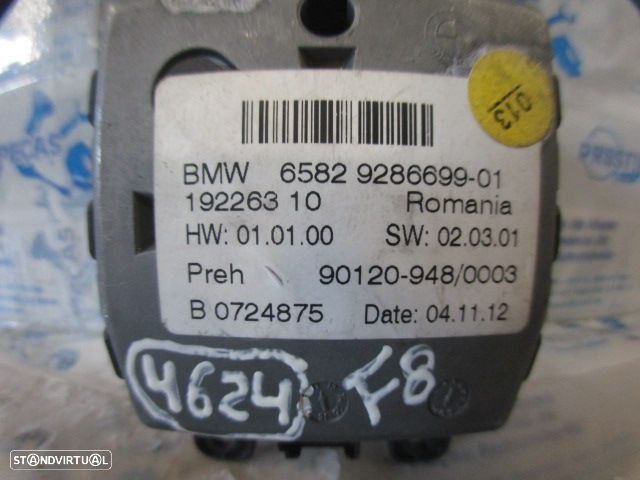 013
BMW 6582 9286699-01
192263 10 Romania
HW: 01.01.00 SW: 02.03.01
Preh 90120-948/0003
B 0724875 Date: 04.11.12
4624 F8
STANDVIRTUAL